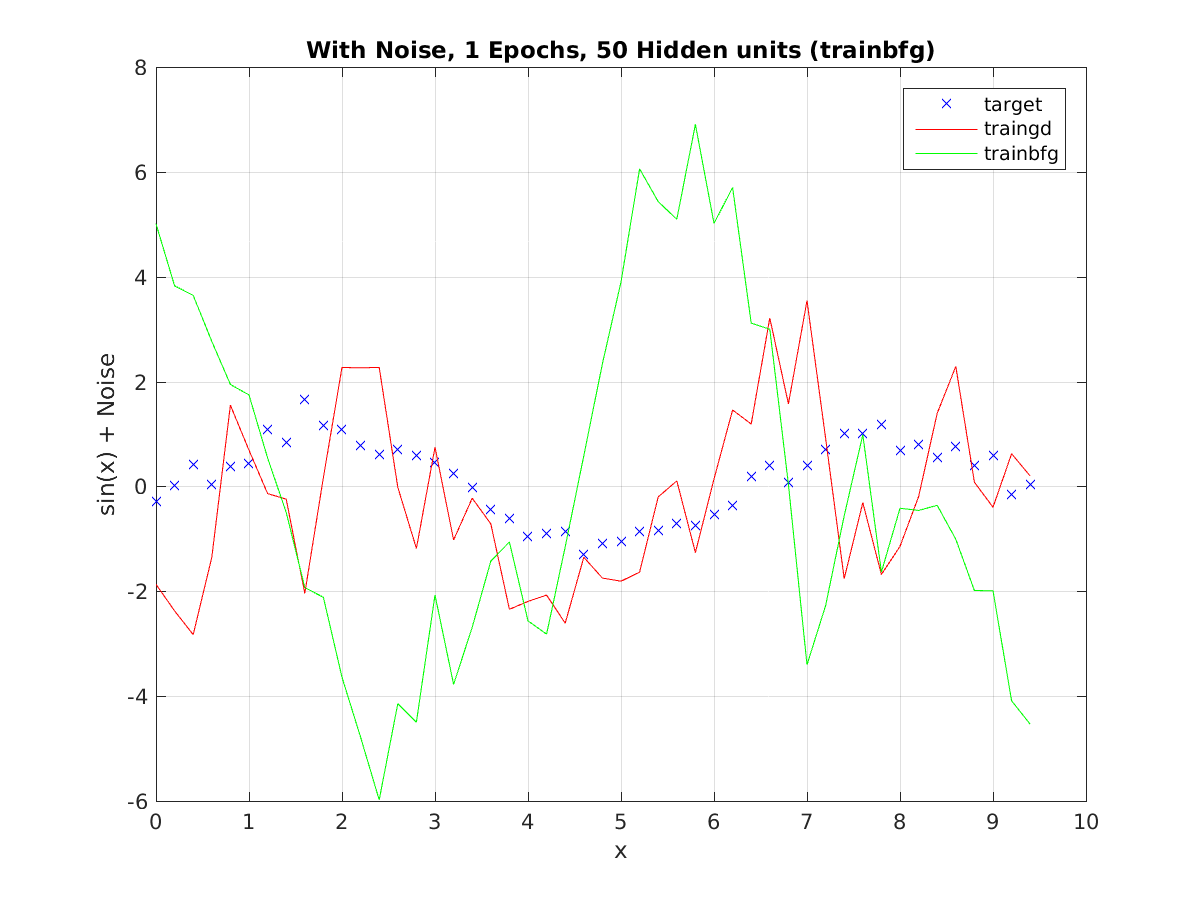 With Noise, 1 Epochs, 50 Hidden units (trainbfg)
8
target
traingd
trainbfg
6
4
2
0
-2
-4
-6
sin(x) + Noise
0 1 2 3 4 5 6 7 8 9 10
x